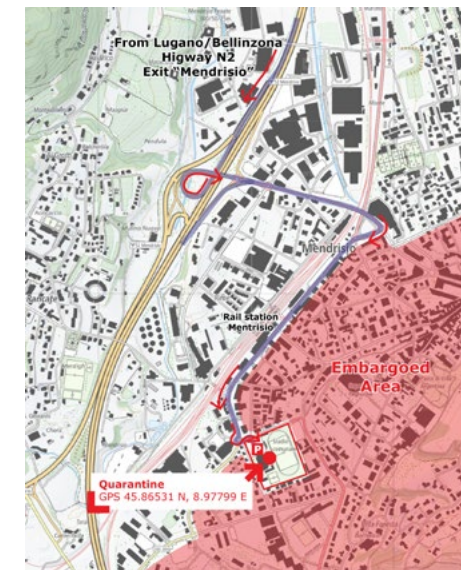 From Lugano/Bellinzona
Higway N2
Exit "Mendrisio"
Mendrisio
Rail station
Mentrisio
Embargoed
Area
P
Quarantine
GPS 45.86531 N, 8.97799 E